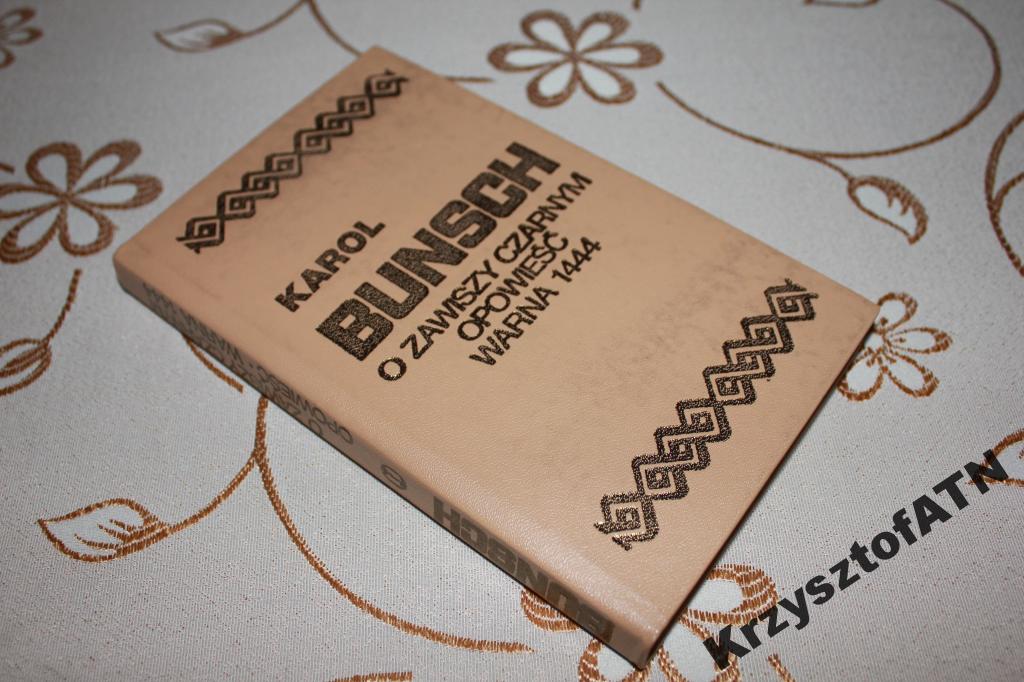 KAROL
BUNSCH
O ZAWISZY CZARNYM
OPOWIEŚĆ
WARNA 1444
BUNSCH
KrzysztofATN